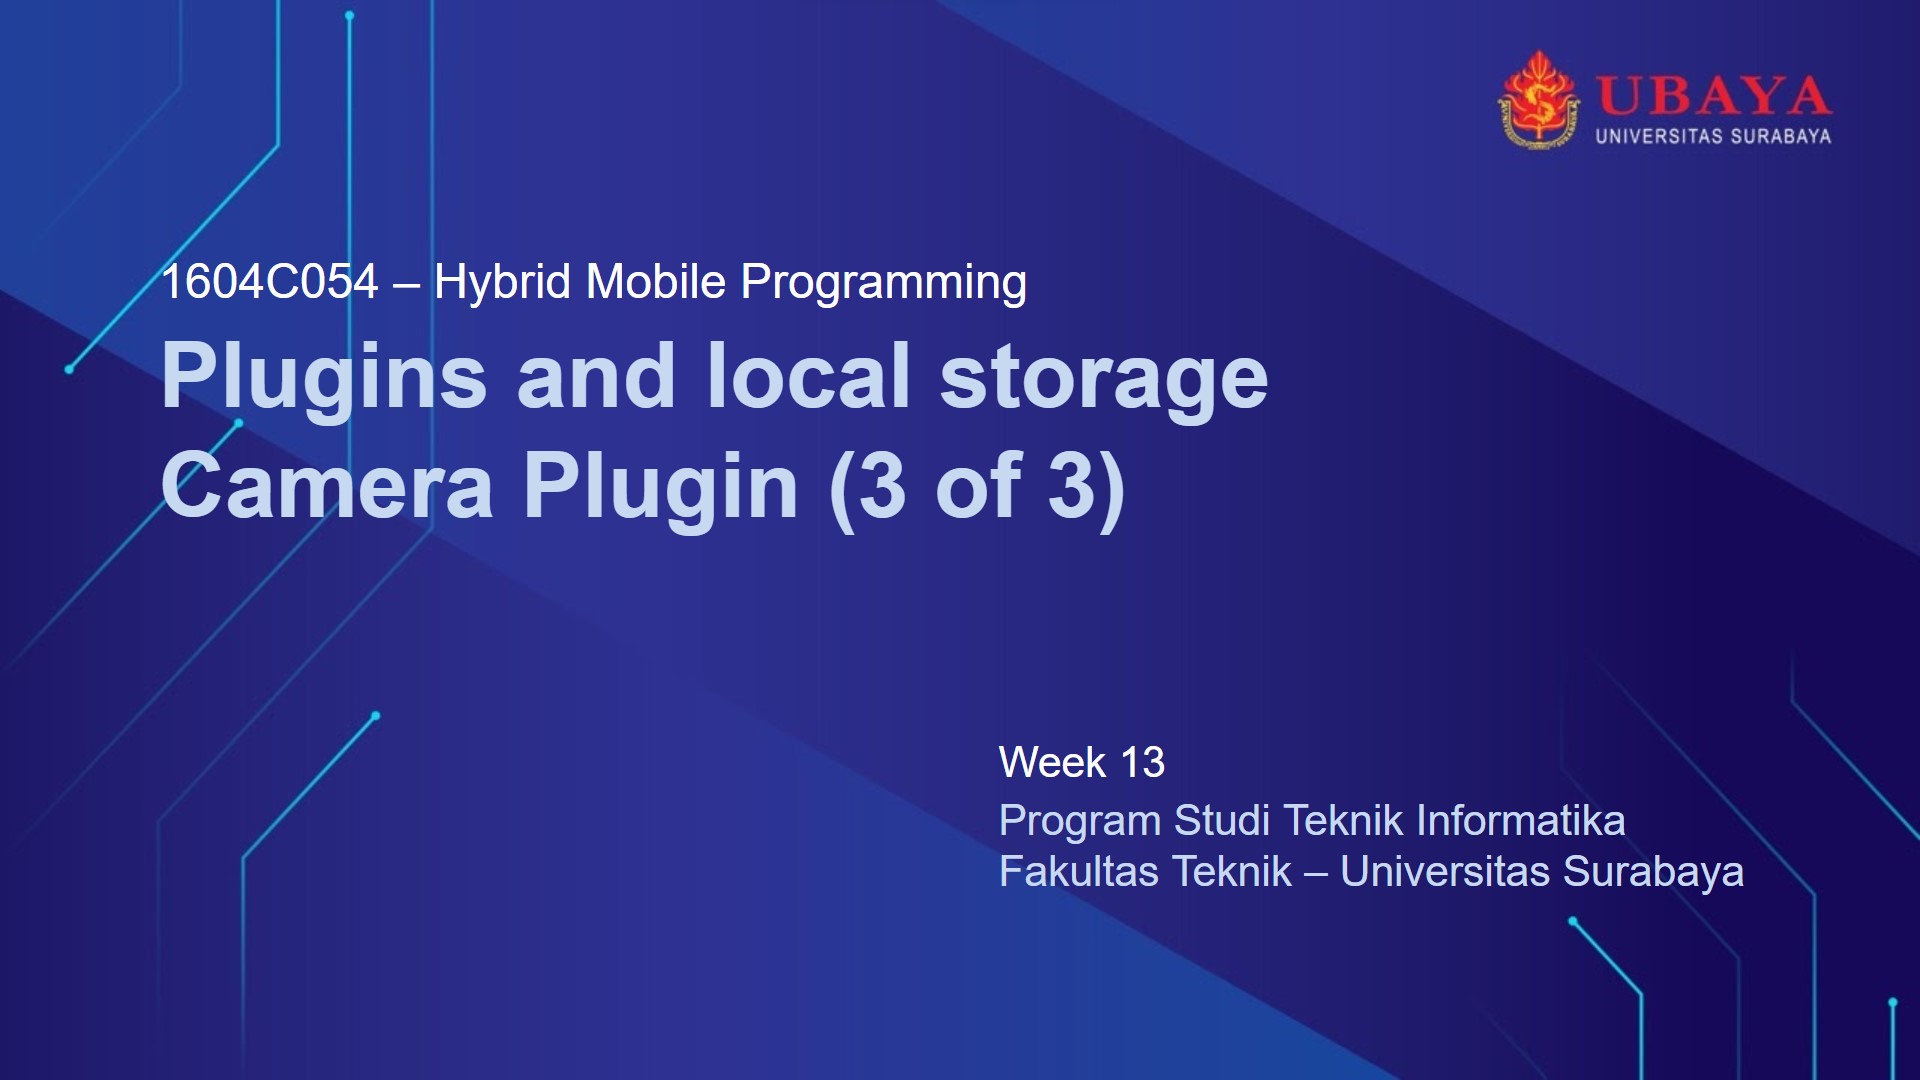 UBAYA
UNIVERSITAS SURABAYA
1604C054 – Hybrid Mobile Programming
Plugins and local storage
Camera Plugin (3 of 3)
Week 13
Program Studi Teknik Informatika
Fakultas Teknik – Universitas Surabaya